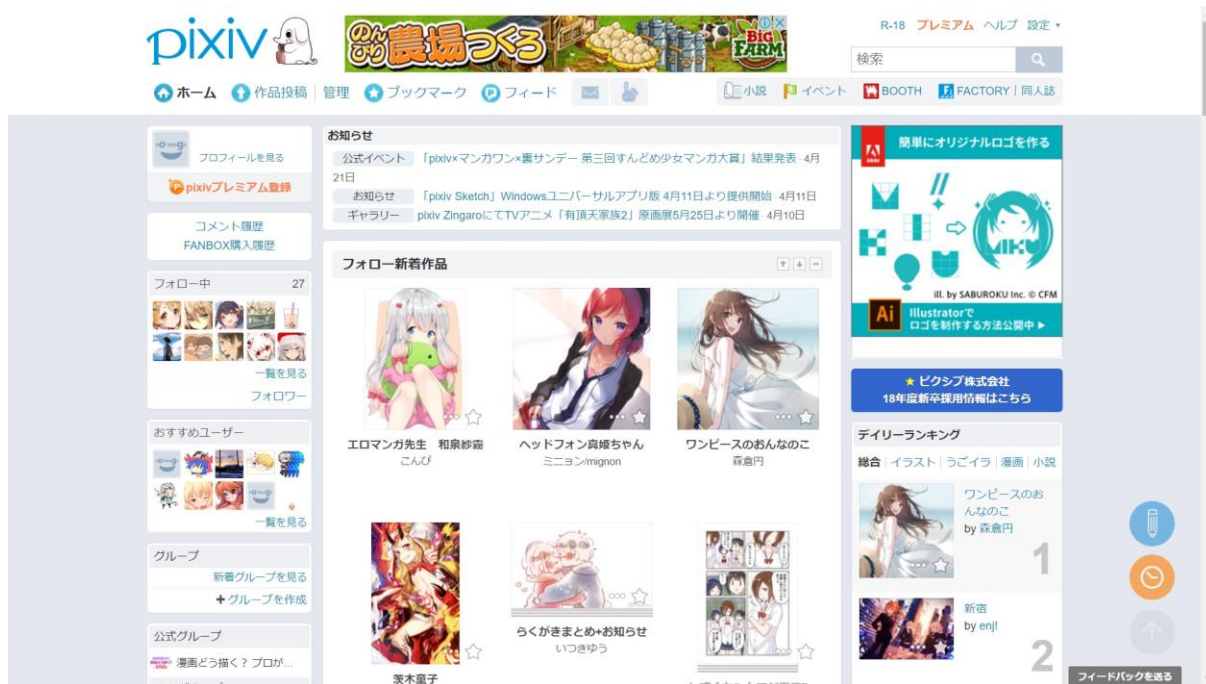 pixiv
のんびり農場つくろ
BIG FARM
R-18 プレミアム ヘルプ 設定
検索
ホーム 作品投稿 管理 ブックマーク フィード
小説 イベント BOOTH FACTORY 同人誌
プロフィールを見る
pixivプレミアム登録
コメント履歴
FANBOX購入履歴
フォロー中 27
一覧を見る
フォロワー
おすすめユーザー
一覧を見る
グループ
新着グループを見る
+グループを作成
公式グループ
漫画どう描く？プロが...
お知らせ
公式イベント 「pixiv×マンガワン×裏サンデー 第三回すんどめ少女マンガ大賞」結果発表 - 4月
21日
お知らせ 「pixiv Sketch」Windowsユニバーサルアプリ版 4月11日より提供開始 - 4月11日
ギャラリー pixiv ZingaroにてTVアニメ「有頂天家族2」原画展5月25日より開催 - 4月10日
フォロー新着作品
エロマンガ先生 和泉紗霧
こんぴ
ヘッドフォン真姫ちゃん
ミニョン/mignon
ワンピースのおんなのこ
森倉円
茨木童子
らくがきまとめ+お知らせ
いつきゆう
Adobe
簡単にオリジナルロゴを作る
MIKU
ill. by SABUROKU Inc. © CFM
Ai
Illustratorで
ロゴを制作する方法公開中 ▶
★ ピクシブ株式会社
18年度新卒採用情報はこちら
デイリーランキング
総合 イラスト うごイラ 漫画 小説
ワンピースのお
んなのこ
by 森倉円
1
新宿
by enj!
2
フィードバックを送る